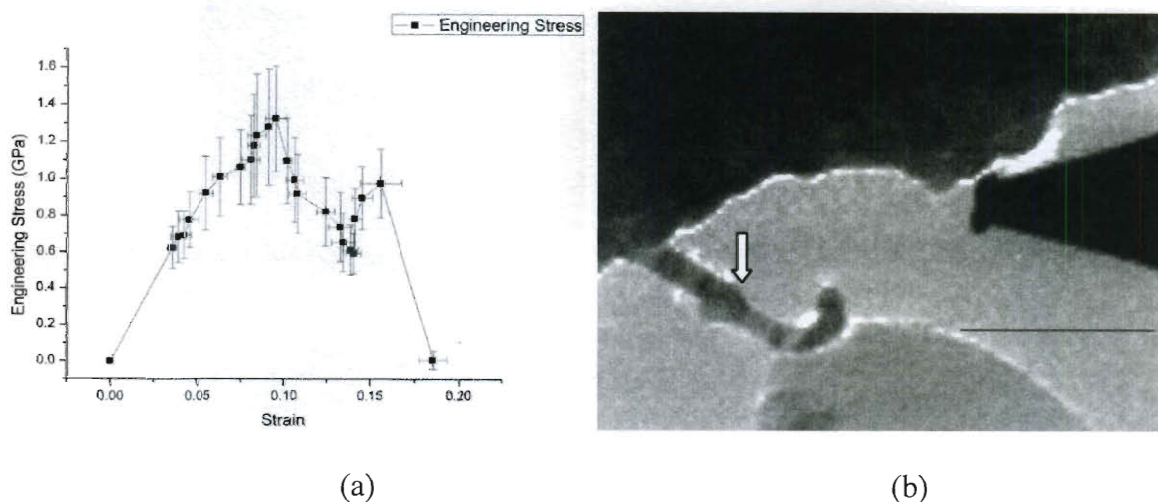 Engineering Stress
1.6
1.4
1.2
1.0
0.8
0.6
0.4
0.2
0.0
Engineering Stress (GPa)
0.00 0.05 0.10 0.15 0.20
Strain
(a) (b)